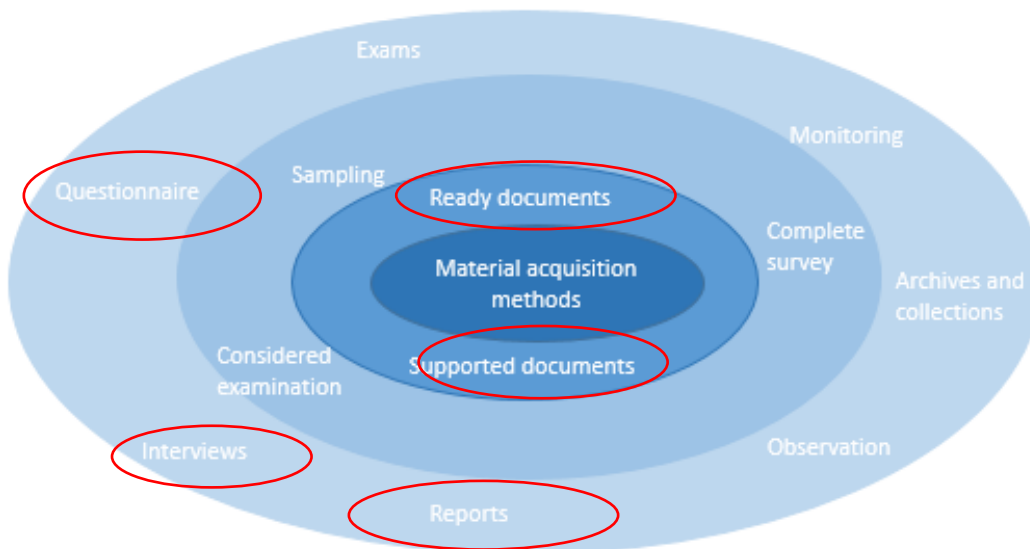 Exams
Monitoring
Sampling
Questionnaire
Ready documents
Complete
survey
Material acquisition
methods
Archives and
collections
Considered
examination
Supported documents
Interviews
Observation
Reports